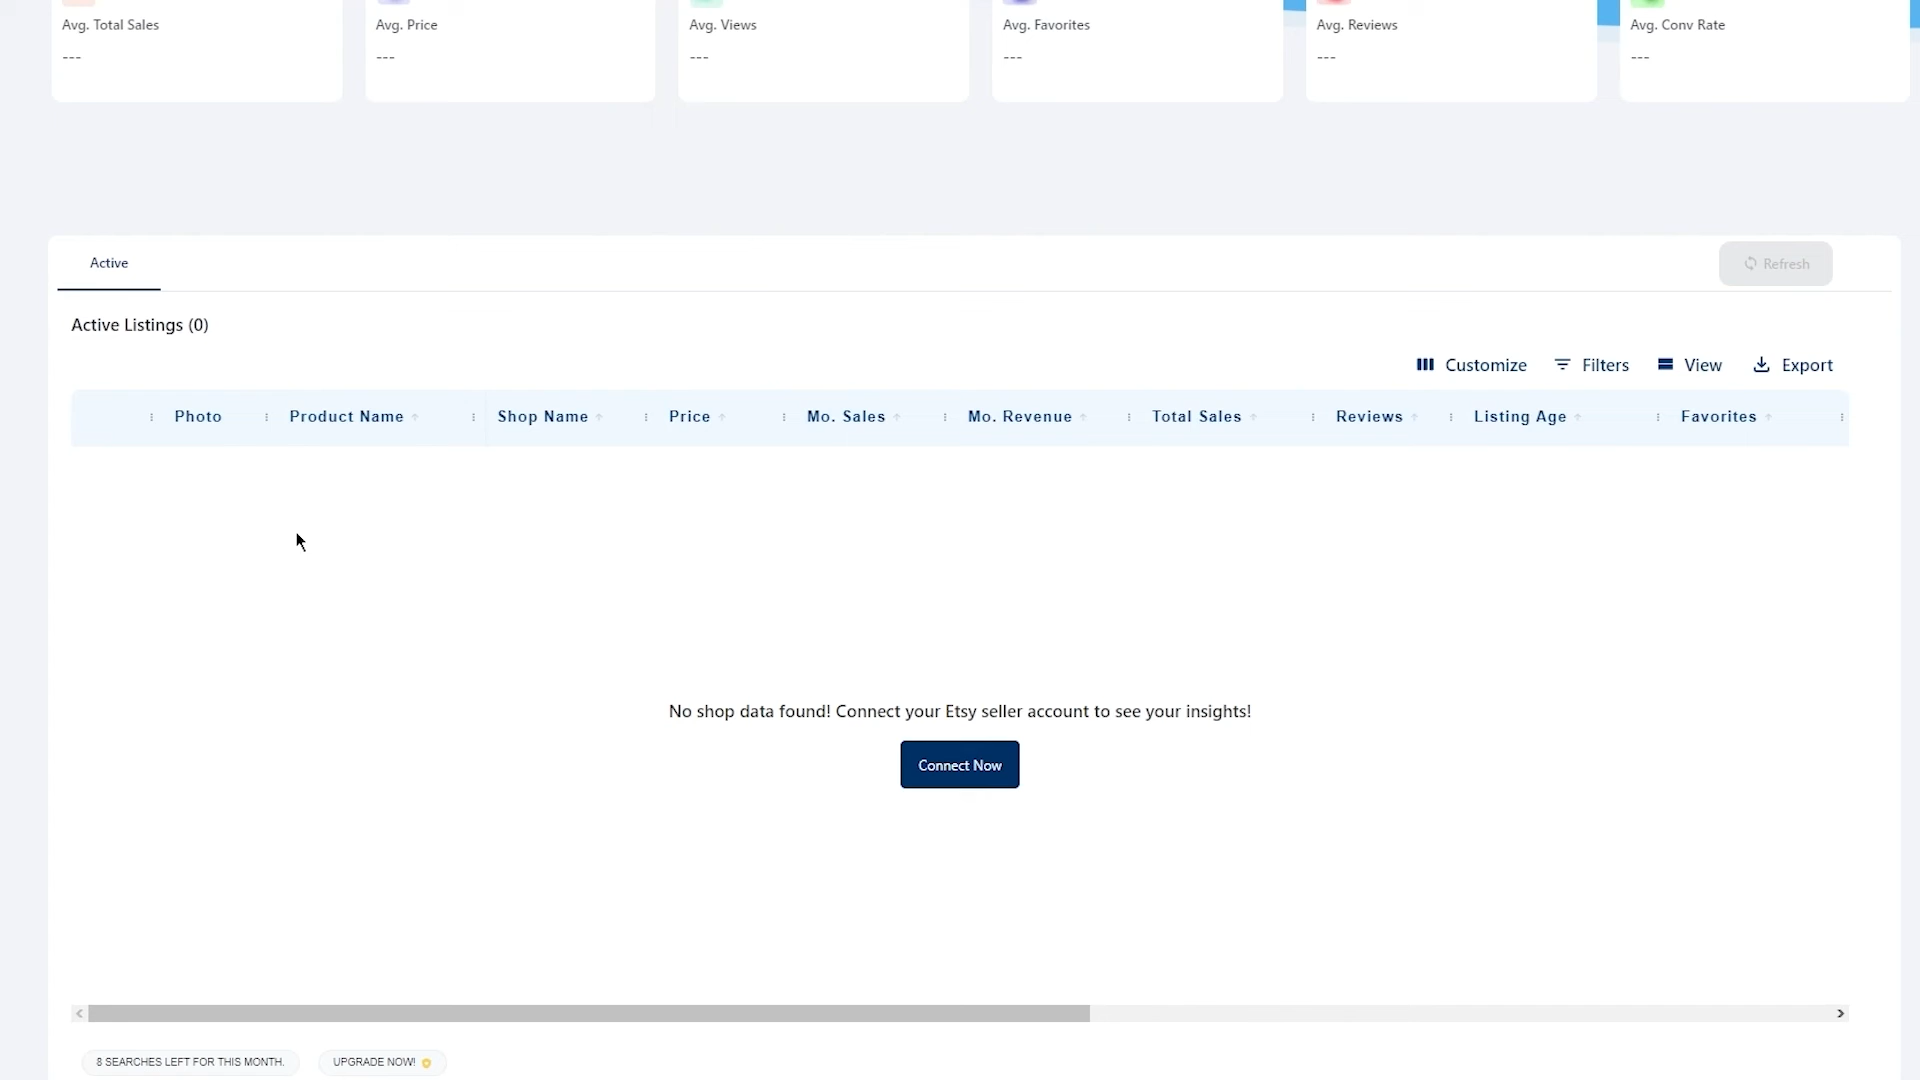 Avg. Total Sales
---
Avg. Price
---
Avg. Views
---
Avg. Favorites
---
Avg. Reviews
---
Avg. Conv Rate
---
Active
Refresh
Active Listings (0)
Customize Filters View Export
Photo Product Name Shop Name Price Mo. Sales Mo. Revenue Total Sales Reviews Listing Age Favorites
No shop data found! Connect your Etsy seller account to see your insights!
Connect Now
8 SEARCHES LEFT FOR THIS MONTH. UPGRADE NOW!